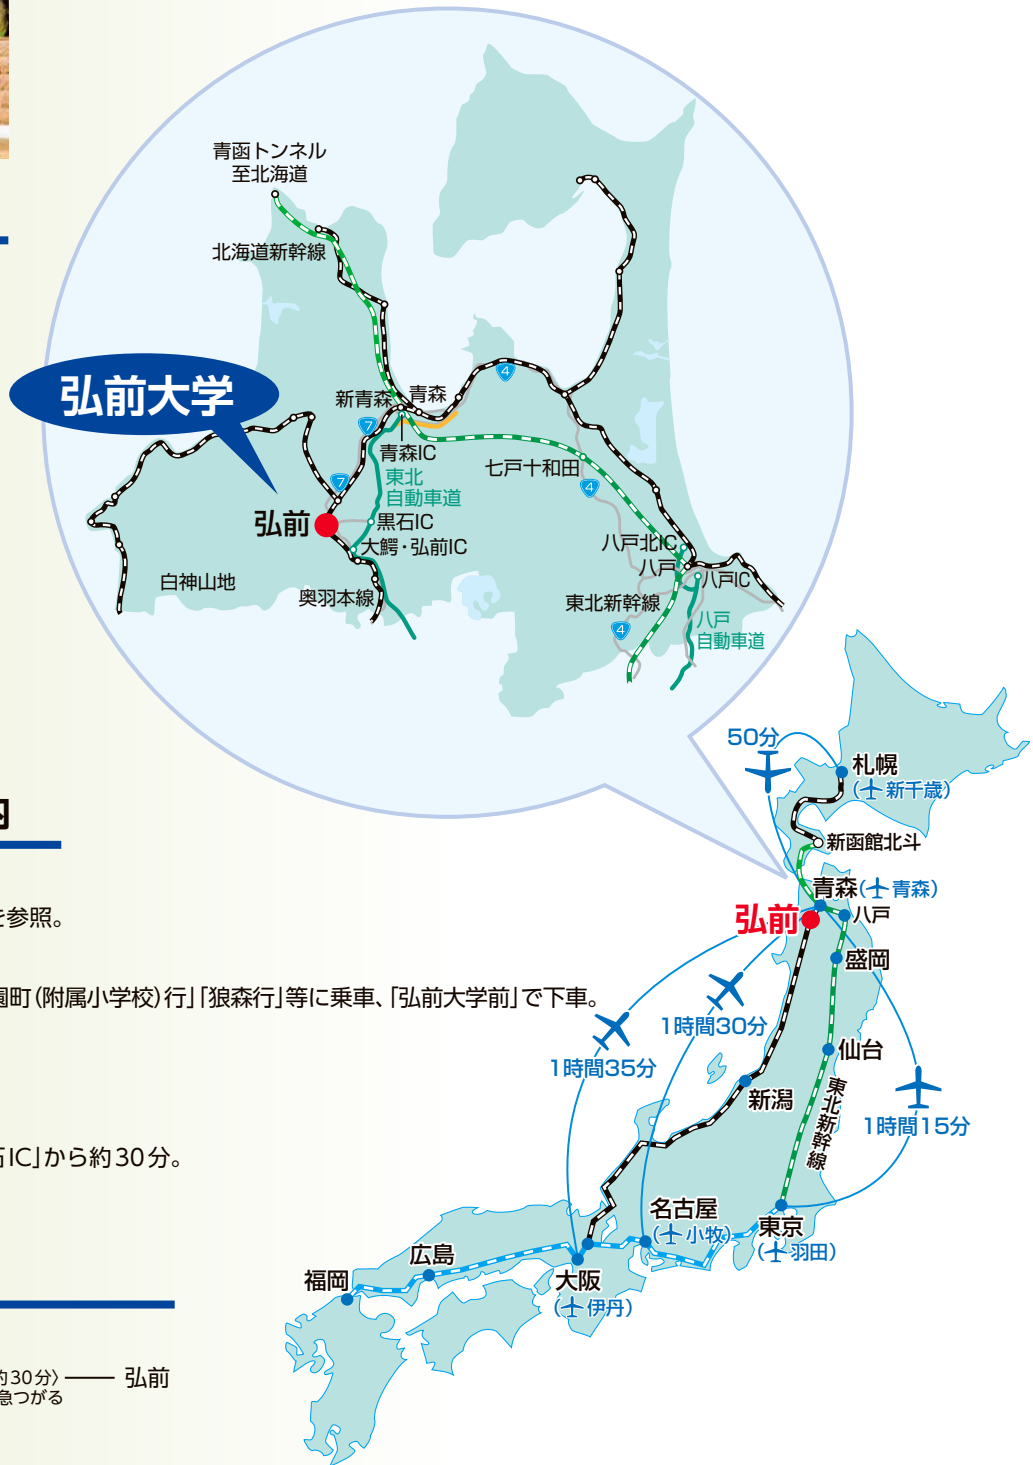 青函トンネル
至北海道
北海道新幹線
弘前大学
新青森
青森
4
7
青森IC
七戸十和田
東北
自動車道
7
4
弘前
黒石IC
大鰐・弘前IC
八戸北IC
八戸
八戸IC
白神山地
奥羽本線
東北新幹線
4
八戸
自動車道
50分
札幌
(新千歳)
内
新函館北斗
青森(青森)
を参照。
弘前
八戸
盛岡
園町(附属小学校)行」「狼森行」等に乗車、「弘前大学前」で下車。
1時間30分
仙台
1時間35分
新潟
東北新幹線
1時間15分
石IC」から約30分。
名古屋
(小牧)
東京
(羽田)
広島
福岡
大阪
(伊丹)
約30分〉 弘前
急つがる